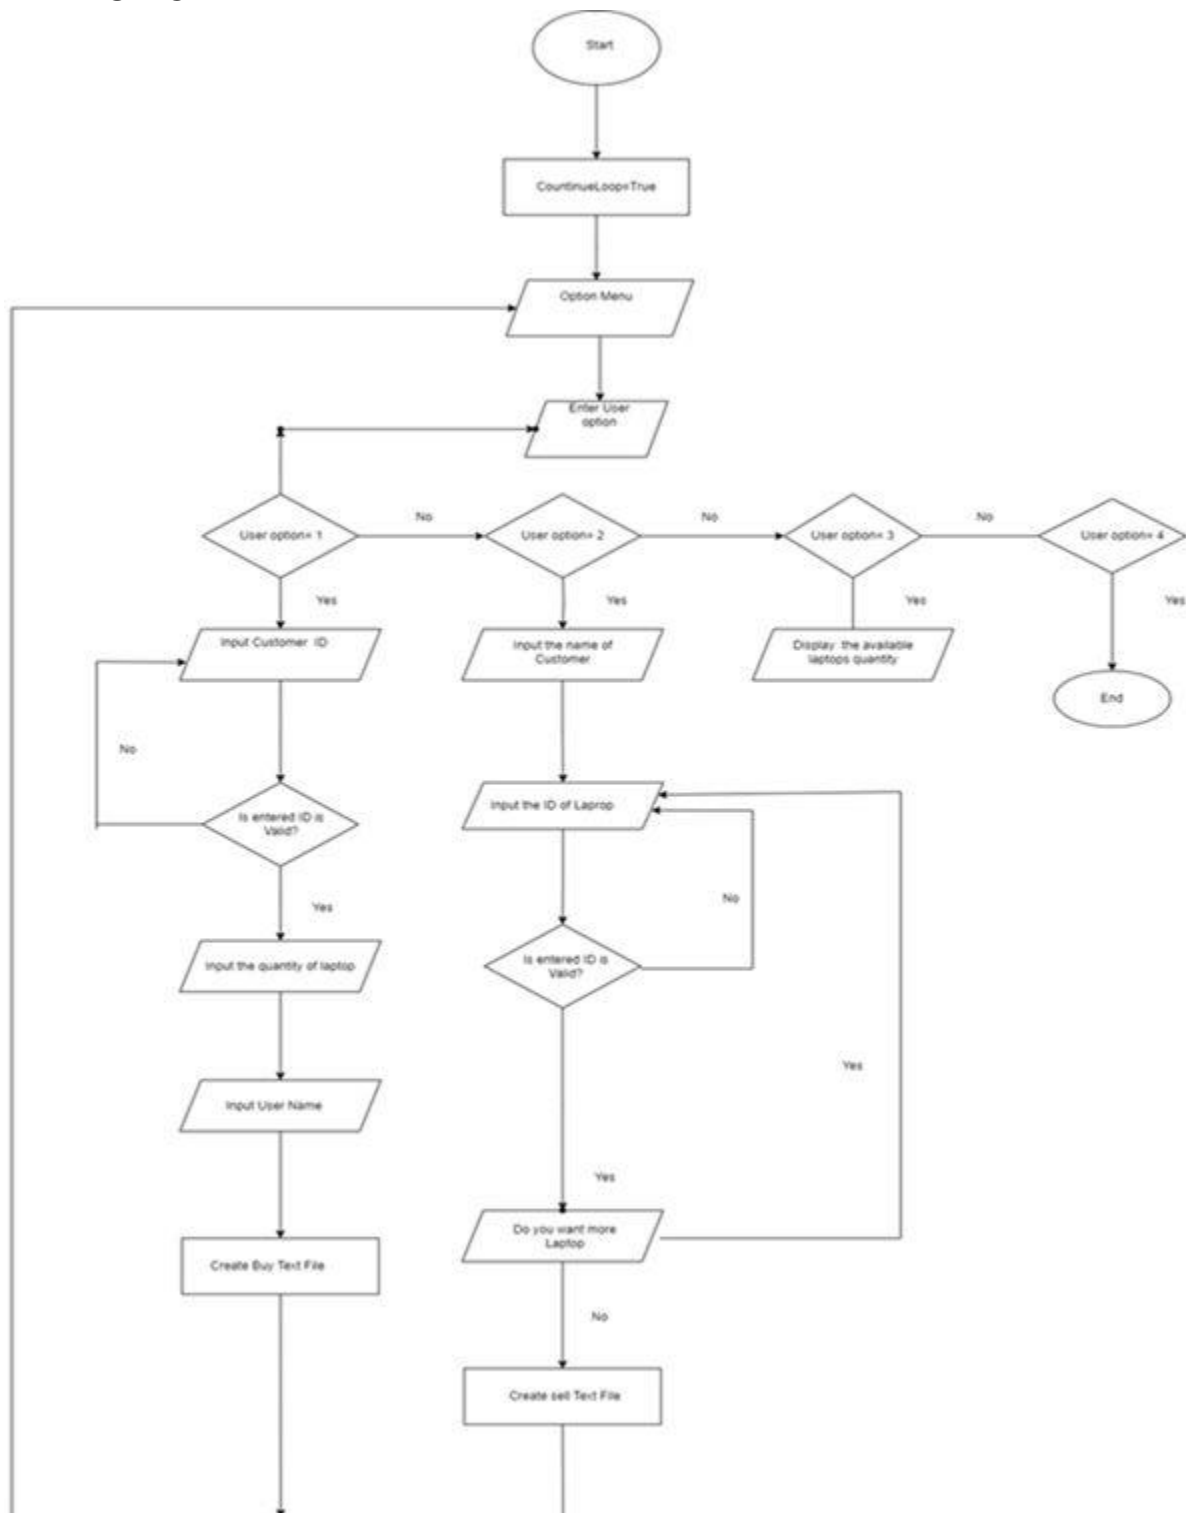 Start
CountinueLoop=True
Option Menu
Enter User
option
User option= 1
No
User option= 2
No
User option= 3
No
User option= 4
Yes
Yes
Yes
Yes
Input Customer ID
Input the name of
Customer
Display the available
laptops quantity
End
No
Input the ID of Laprop
Is entered ID is
Valid?
No
Yes
Input the quantity of laptop
Is entered ID is
Valid?
Yes
Input User Name
Yes
Do you want more
Laptop
Create Buy Text File
No
Create sell Text File